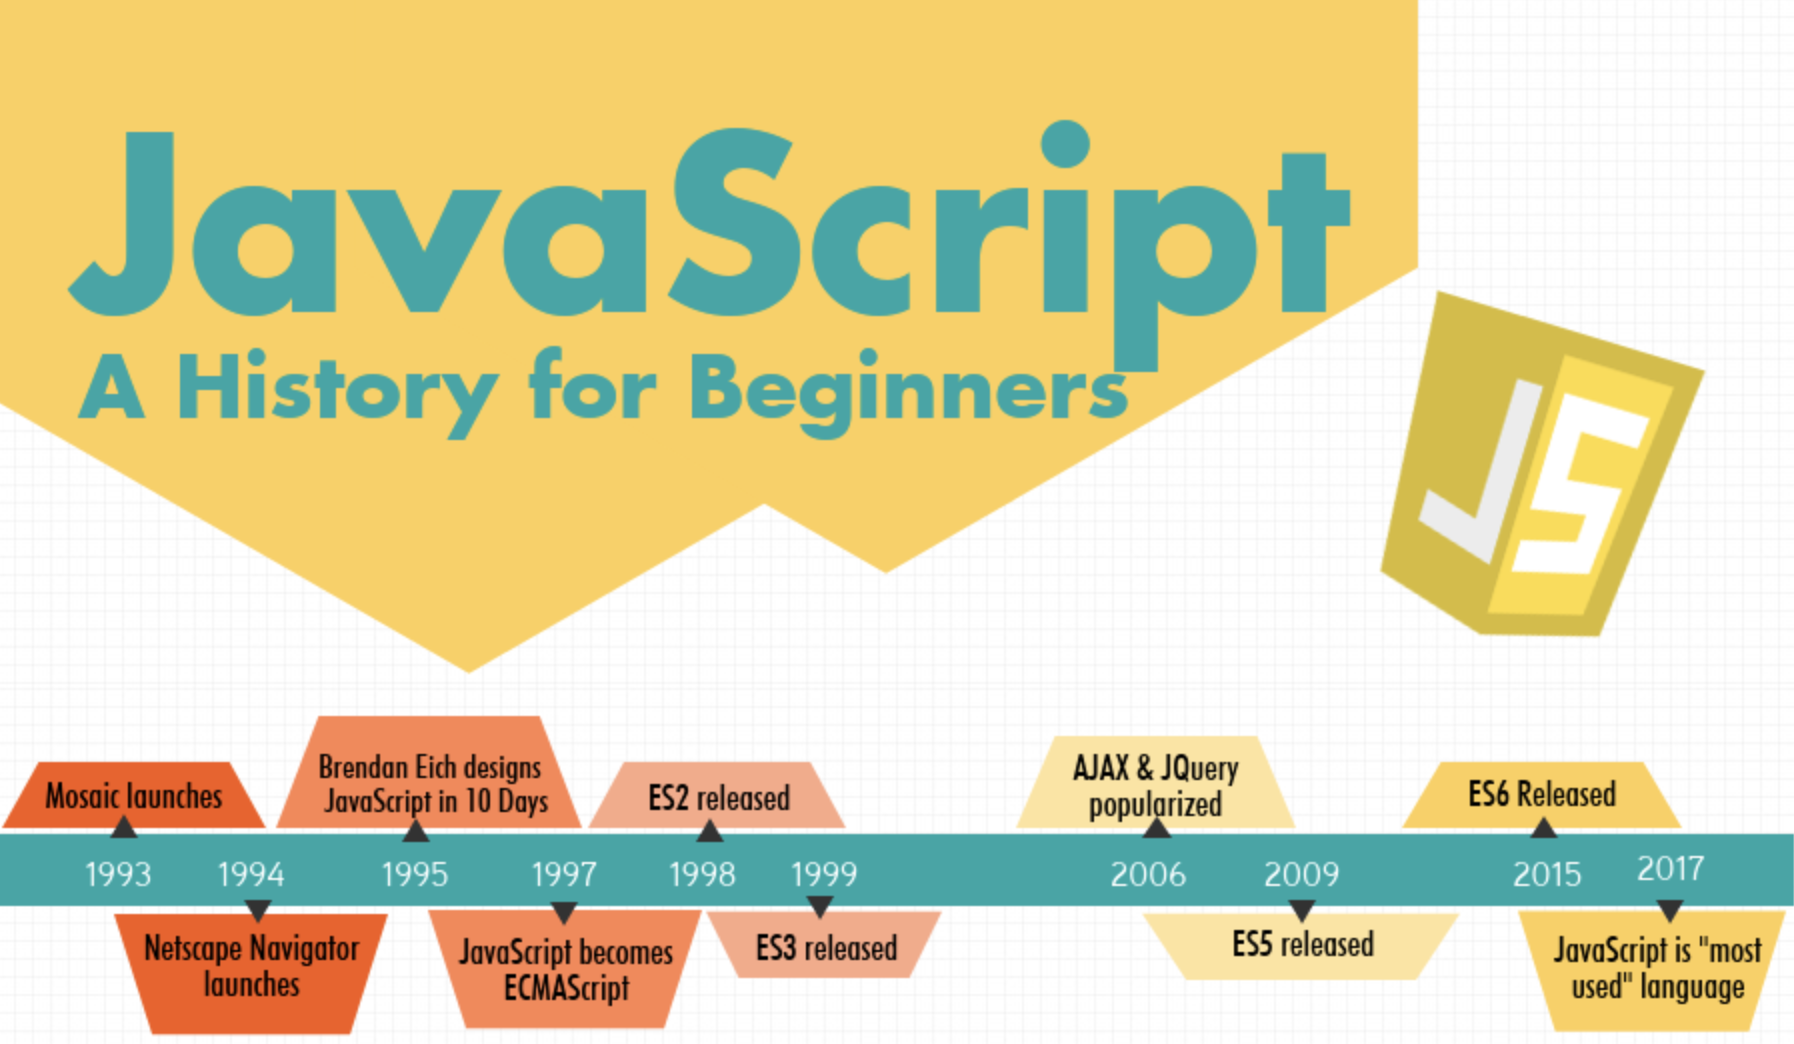 JavaScript
A History for Beginners
JS
Mosaic launches
Brendan Eich designs
JavaScript in 10 Days
ES2 released
AJAX & JQuery
popularized
ES6 Released
1993
1994
1995
1997
1998
1999
2006
2009
2015
2017
Netscape Navigator
launches
JavaScript becomes
ECMAScript
ES3 released
ES5 released
JavaScript is "most
used" language